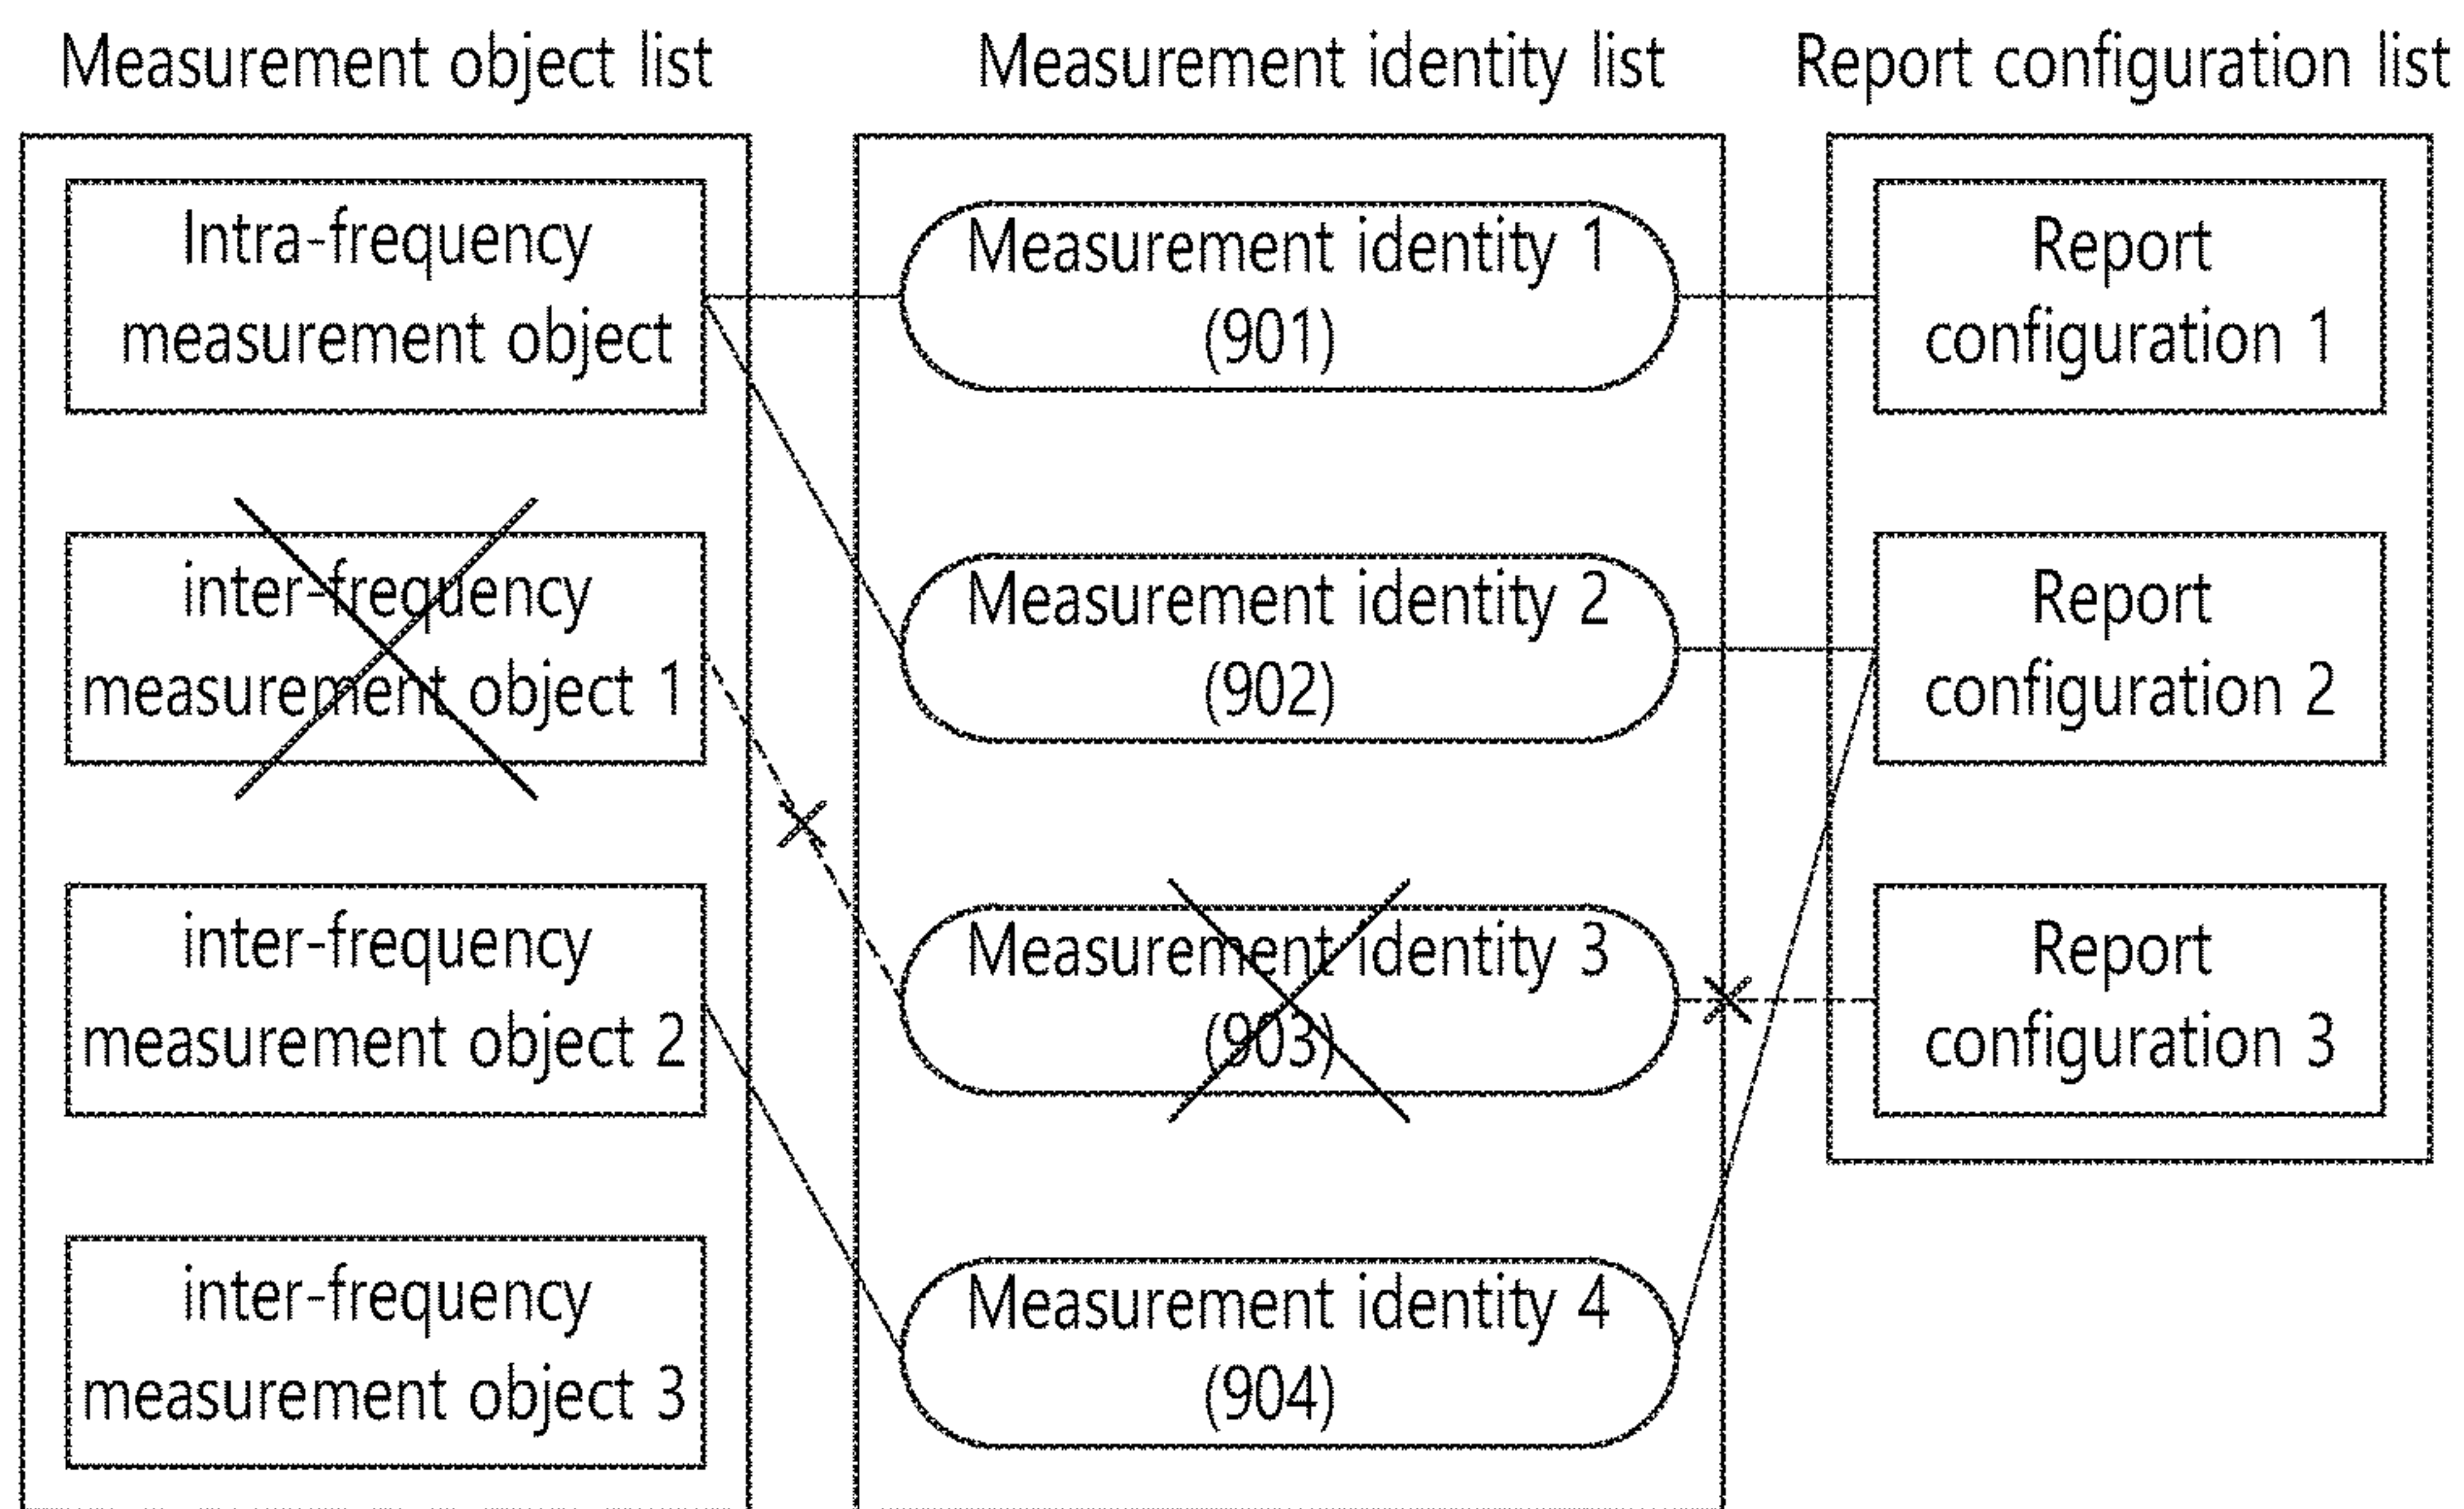 Measurement object list
Measurement identity list
Report configuration list
Intra-frequency
measurement object
inter-frequency
measurement object 1
inter-frequency
measurement object 2
inter-frequency
measurement object 3
Measurement identity 1
(901)
Measurement identity 2
(902)
Measurement identity 3
(903)
Measurement identity 4
(904)
Report
configuration 1
Report
configuration 2
Report
configuration 3